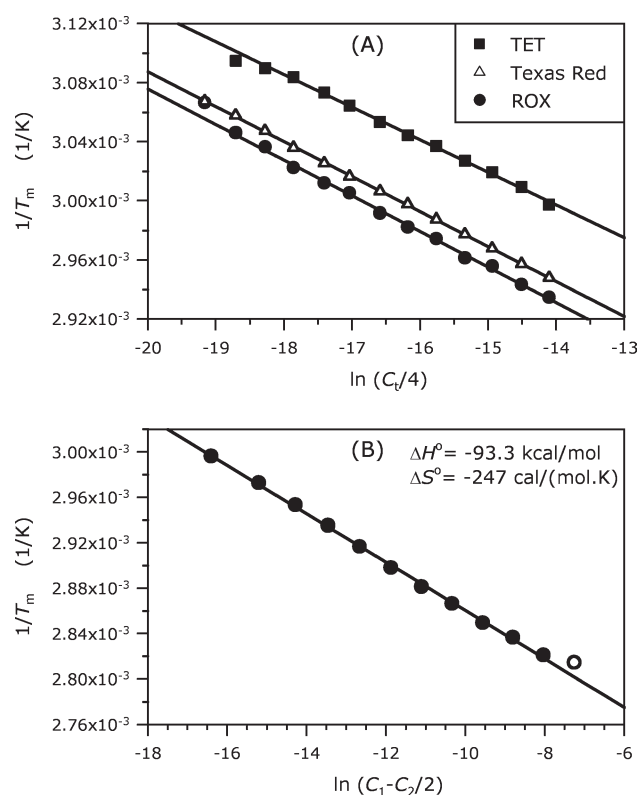 3.12x10⁻³
(A)
TET
Texas Red
ROX
3.08x10⁻³
3.04x10⁻³
3.00x10⁻³
2.96x10⁻³
2.92x10⁻³
1/Tₘ (1/K)
-20 -19 -18 -17 -16 -15 -14 -13
ln (Cₜ/4)
(B)
ΔHº= -93.3 kcal/mol
ΔSº= -247 cal/(mol.K)
3.00x10⁻³
2.96x10⁻³
2.92x10⁻³
2.88x10⁻³
2.84x10⁻³
2.80x10⁻³
2.76x10⁻³
1/Tₘ (1/K)
-18 -16 -14 -12 -10 -8 -6
ln (C₁-C₂/2)